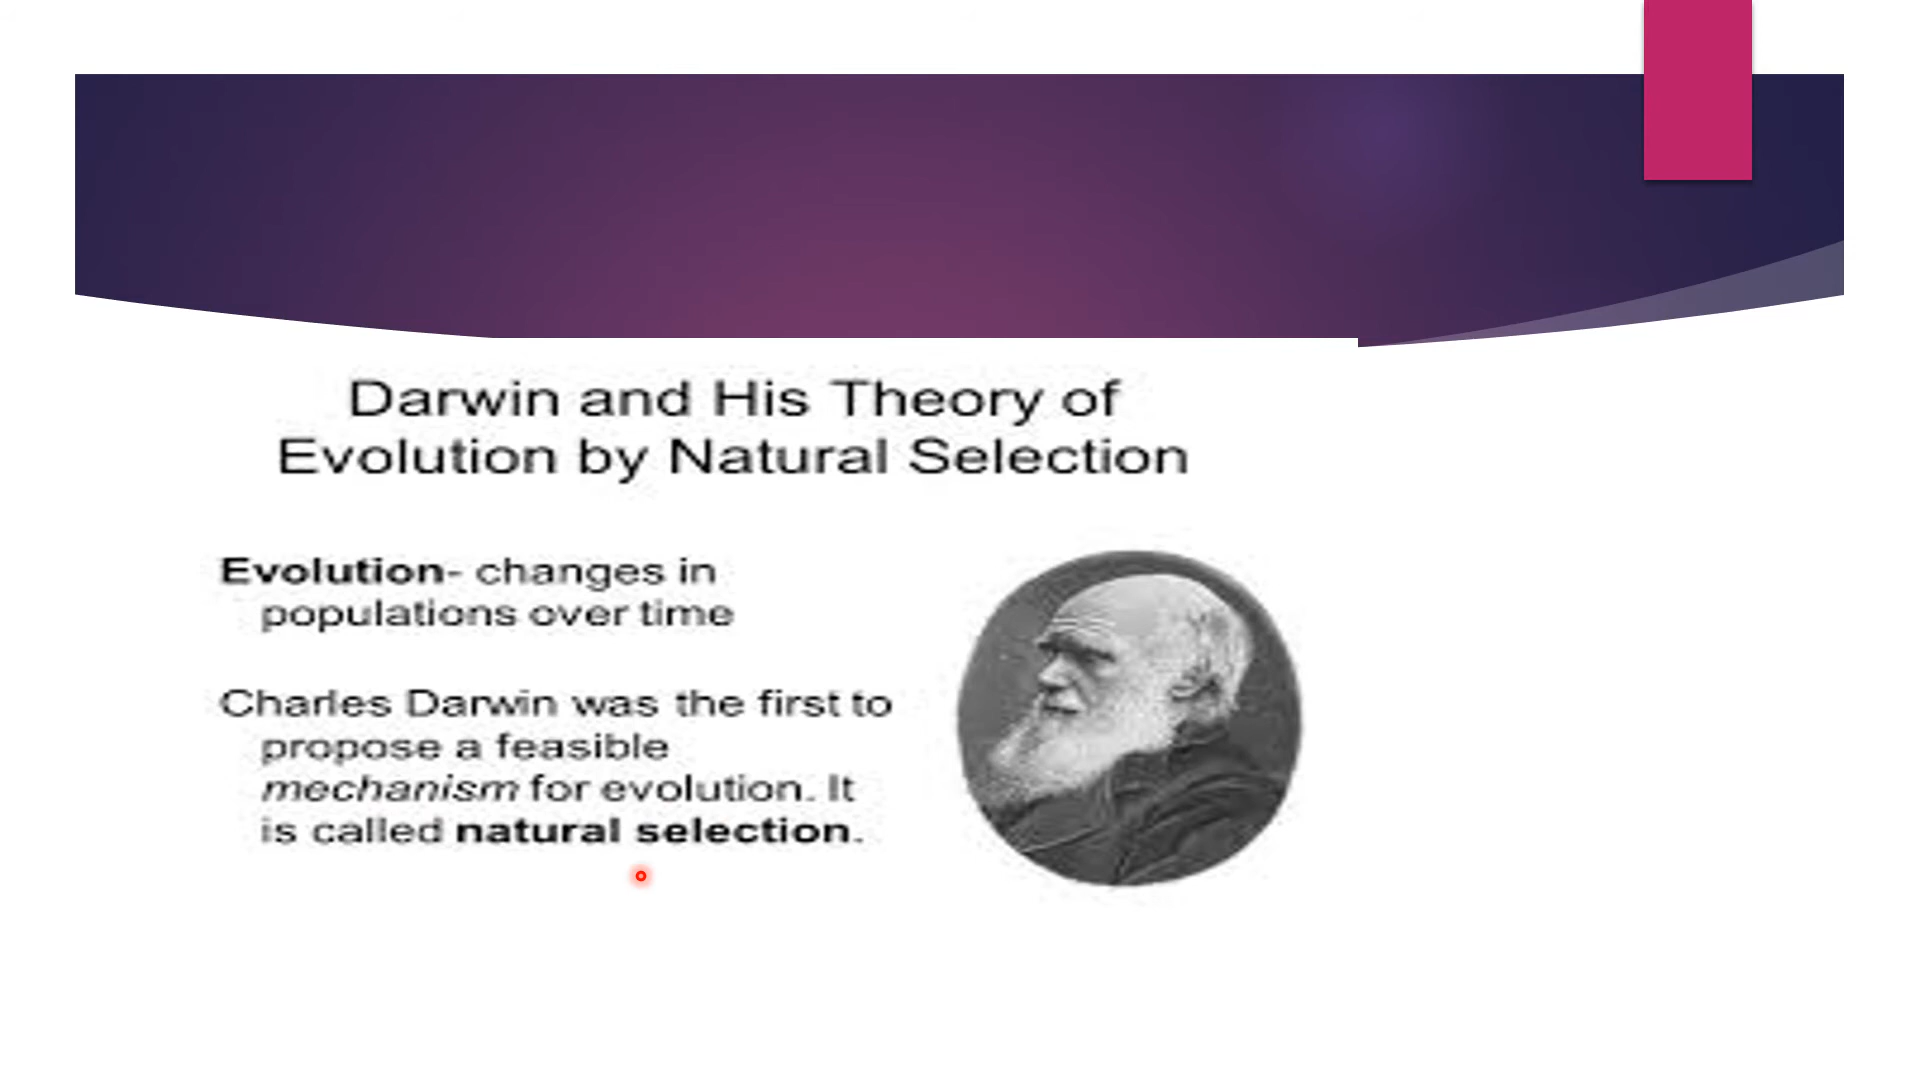 Darwin and His Theory of
Evolution by Natural Selection
Evolution- changes in
populations over time
Charles Darwin was the first to
propose a feasible
mechanism for evolution. It
is called natural selection.